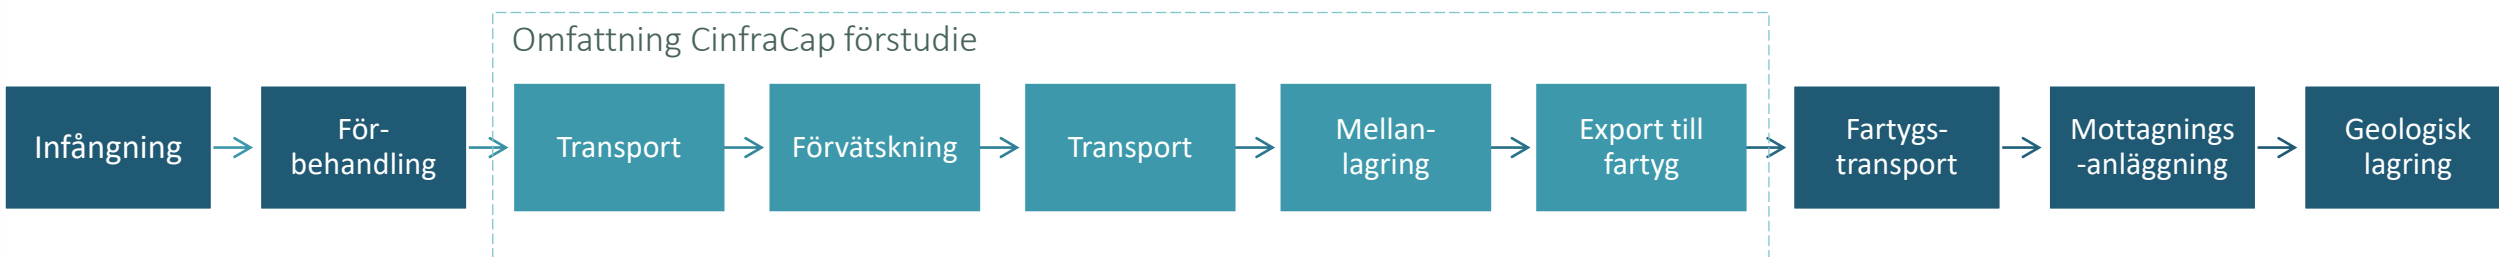 Omfattning CinfraCap förstudie
Infångning
För-
behandling
Transport
Förvätskning
Transport
Mellan-
lagring
Export till
fartyg
Fartygs-
transport
Mottagnings
-anläggning
Geologisk
lagring